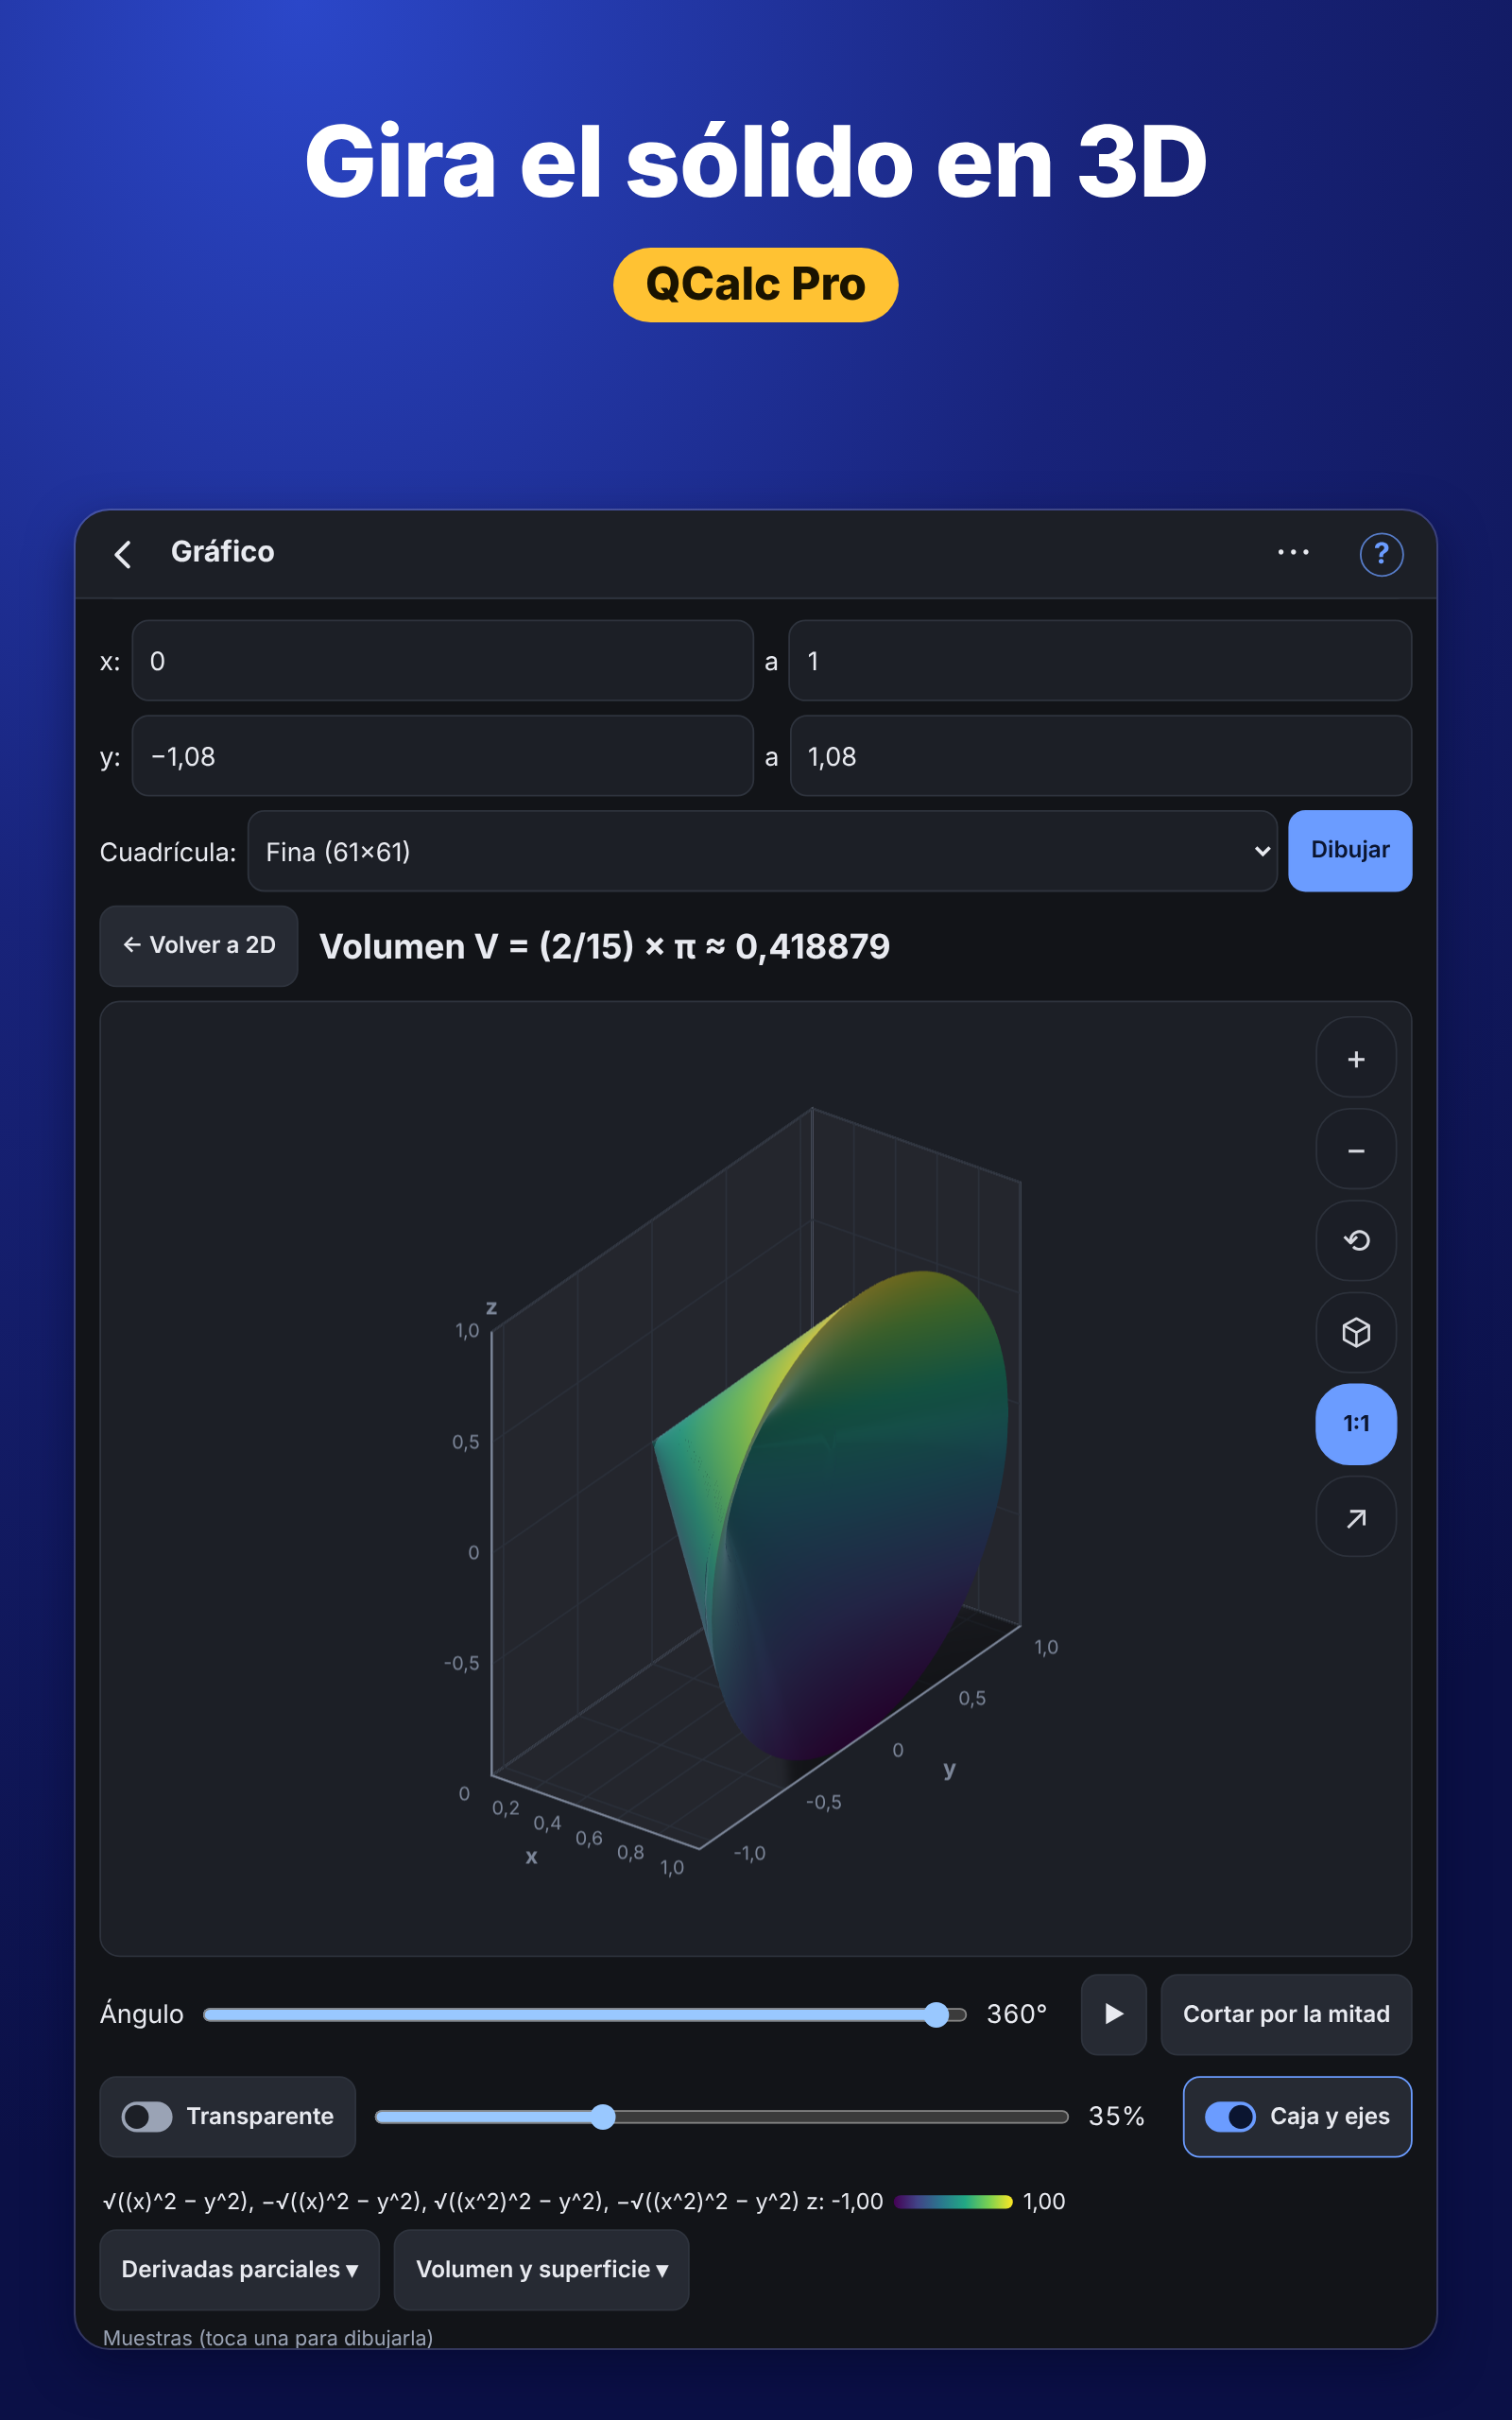 Gira el sólido en 3D
QCalc Pro
Gráfico ··· ?
x: 0 a 1
y: −1,08 a 1,08
Cuadrícula: Fina (61×61) Dibujar
← Volver a 2D Volumen V = (2/15) × π ≈ 0,418879
+
−
⟲
1:1
↗
z
1,0
0,5
0
-0,5
0
0,2
0,4
0,6
0,8
1,0
x
-1,0
-0,5
0
0,5
1,0
y
Ángulo 360° ▶ Cortar por la mitad
Transparente 35% Caja y ejes
√((x)^2 − y^2), −√((x)^2 − y^2), √((x^2)^2 − y^2), −√((x^2)^2 − y^2) z: -1,00 1,00
Derivadas parciales ▾ Volumen y superficie ▾
Muestras (toca una para dibujarla)